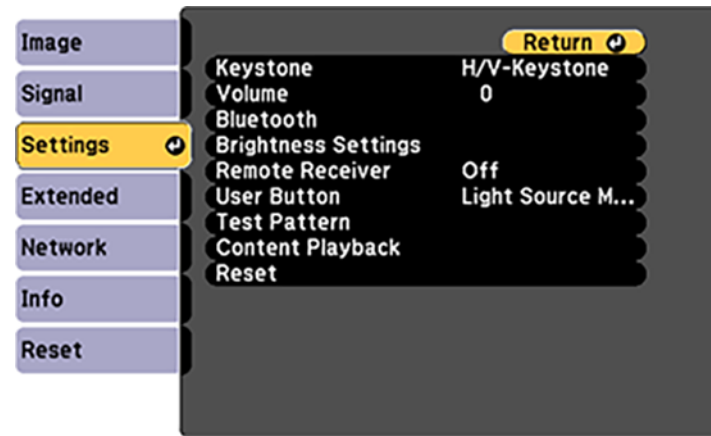 Image
Signal
Settings
Extended
Network
Info
Reset
Return
Keystone H/V-Keystone
Volume 0
Bluetooth
Brightness Settings
Remote Receiver Off
User Button Light Source M...
Test Pattern
Content Playback
Reset